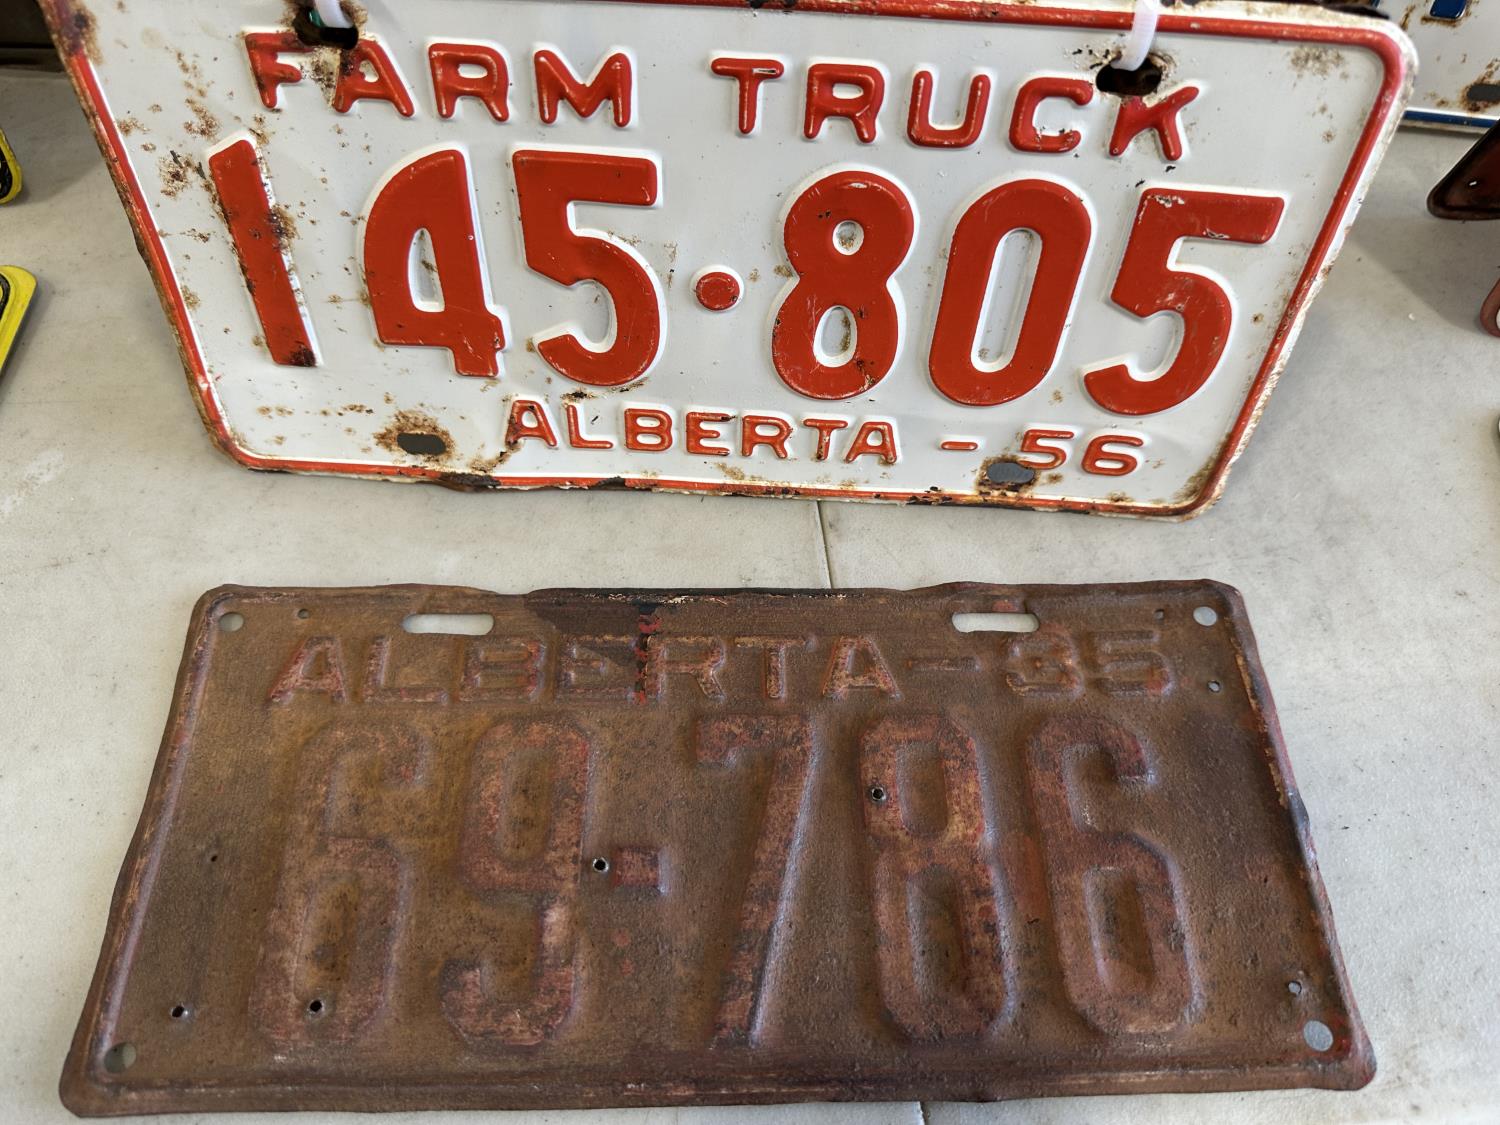 FARM TRUCK
145·805
ALBERTA - 56
ALBERTA-35
69-786